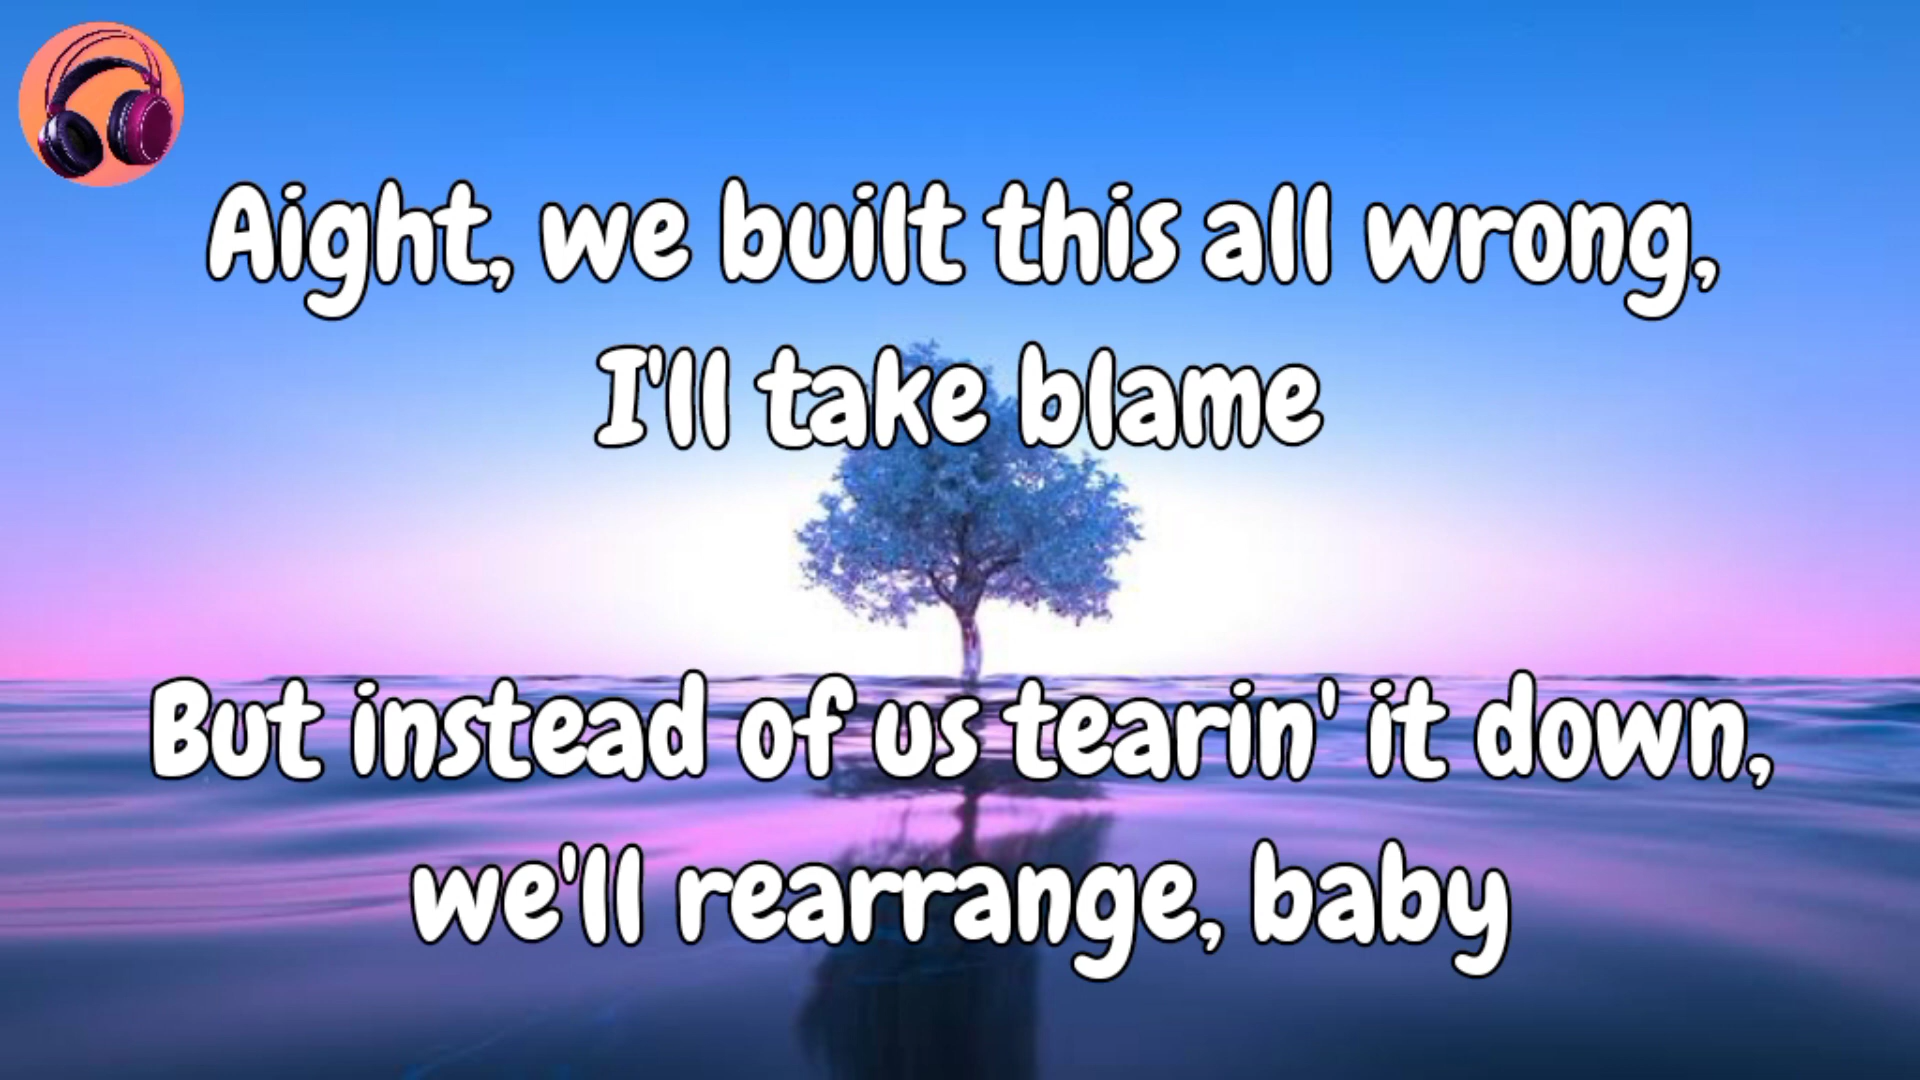 Aight, we built this all wrong,
I'll take blame
But instead of us tearin' it down,
we'll rearrange, baby